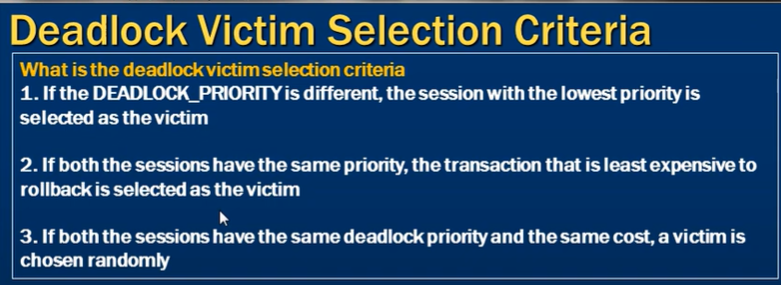 Deadlock Victim Selection Criteria
What is the deadlock victim selection criteria
1. If the DEADLOCK_PRIORITY is different, the session with the lowest priority is
selected as the victim
2. If both the sessions have the same priority, the transaction that is least expensive to
rollback is selected as the victim
3. If both the sessions have the same deadlock priority and the same cost, a victim is
chosen randomly